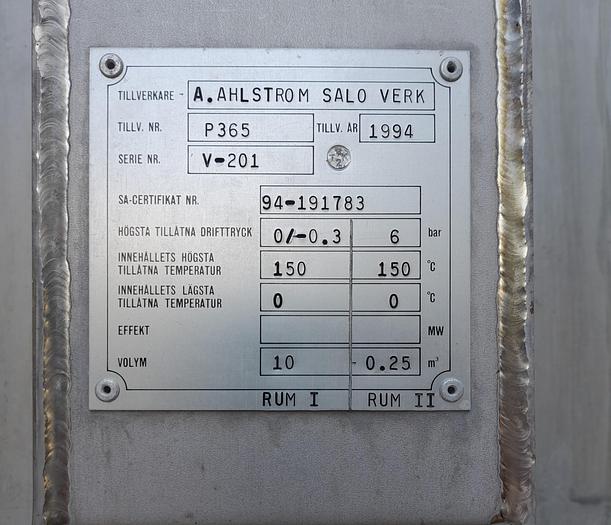 TILLVERKARE - A.AHLSTROM SALO VERK
TILLV. NR. P365 TILLV. ÅR 1994
SERIE NR. V-201
SA-CERTIFIKAT NR. 94-191783
HÖGSTA TILLÅTNA DRIFTTRYCK 0/-0.3 6 bar
INNEHÅLLETS HÖGSTA
TILLÅTNA TEMPERATUR 150 150 °C
INNEHÅLLETS LÄGSTA
TILLÅTNA TEMPERATUR 0 0 °C
EFFEKT MW
VOLYM 10 0.25 m³
RUM I RUM II